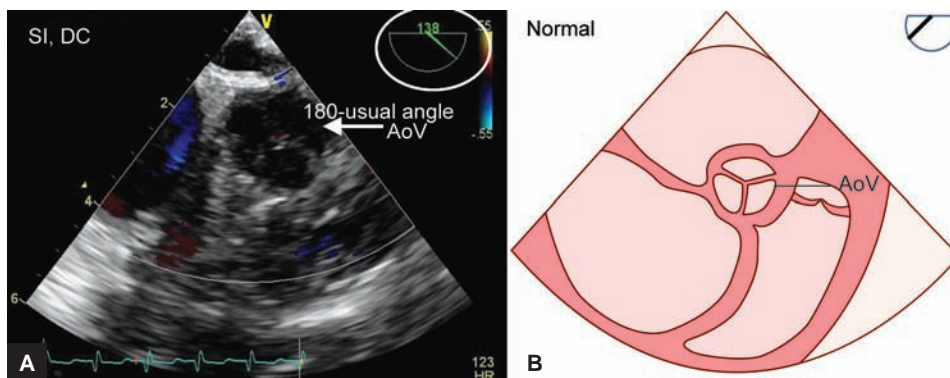 SI, DC
V
138
55
-.55
180-usual angle
AoV
2
4
6
123
HR
A
Normal
AoV
B